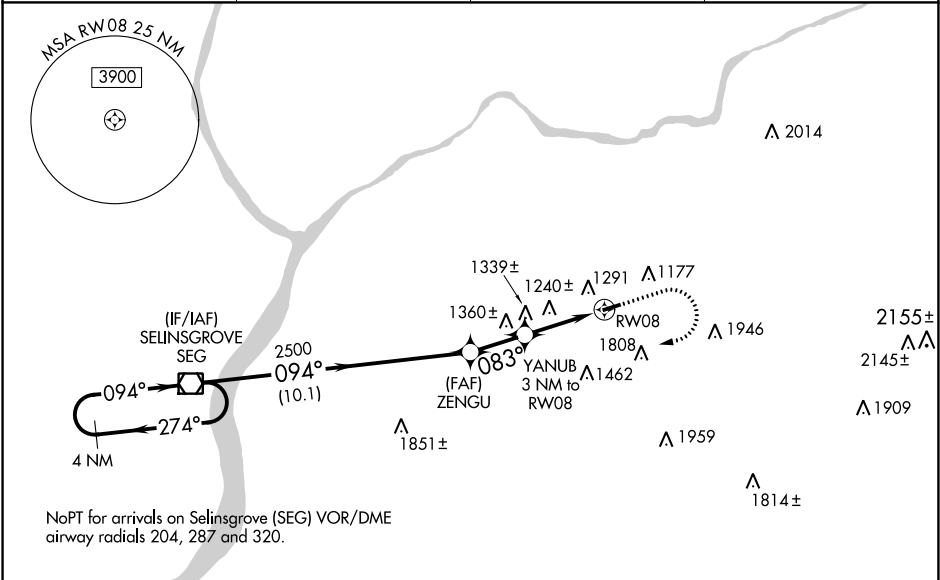 MSA RW08 25 NM
3900
2014
1339±
1240±
1291
1177
1360±
RW08
1946
2155±
2145±
(IF/IAF)
SELINSGROVE
SEG
2500
094°
(10.1)
083°
YANUB
3 NM to
RW08
1808
1462
(FAF)
ZENGU
094°
274°
4 NM
1909
1851±
1959
1814±
NoPT for arrivals on Selinsgrove (SEG) VOR/DME
airway radials 204, 287 and 320.